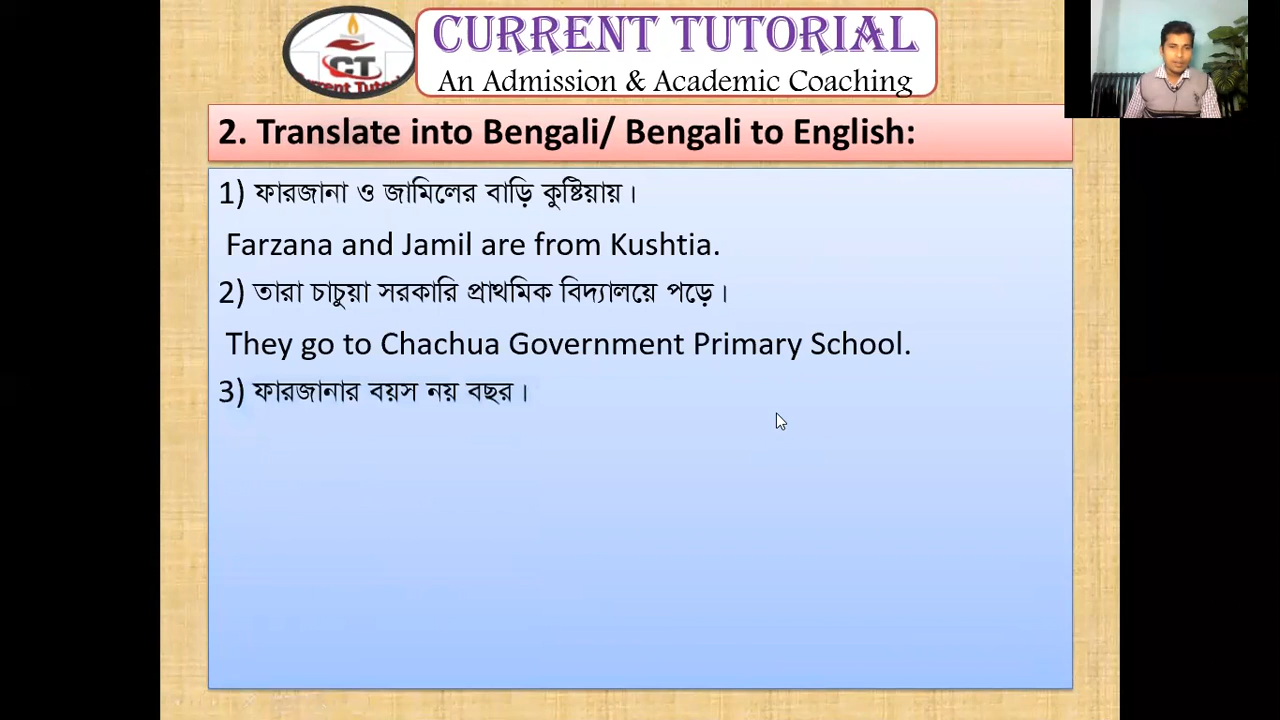 CURRENT TUTORIAL
CT
An Admission & Academic Coaching
2. Translate into Bengali/ Bengali to English:
1) ফারজানা ও জামিলের বাড়ি কুষ্টিয়ায়।
Farzana and Jamil are from Kushtia.
2) তারা চাচুয়া সরকারি প্রাথমিক বিদ্যালয়ে পড়ে।
They go to Chachua Government Primary School.
3) ফারজানার বয়স নয় বছর।